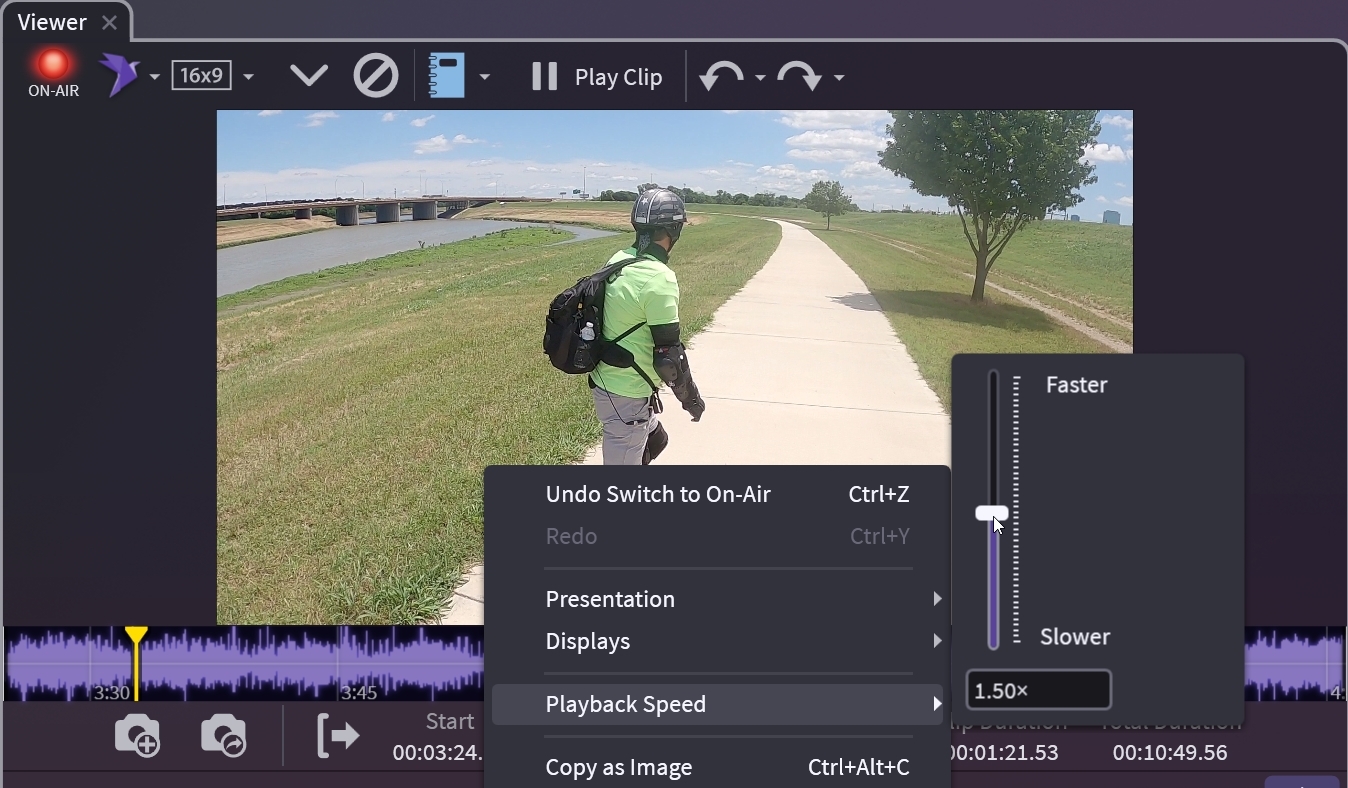 Viewer
ON-AIR
16x9
Play Clip
Faster
Undo Switch to On-Air Ctrl+Z
Redo Ctrl+Y
Presentation
Displays
Slower
3:30
3:45
4:
Playback Speed
1.50×
Start
Clip Duration
Total Duration
00:03:24.
00:01:21.53
00:10:49.56
Copy as Image Ctrl+Alt+C